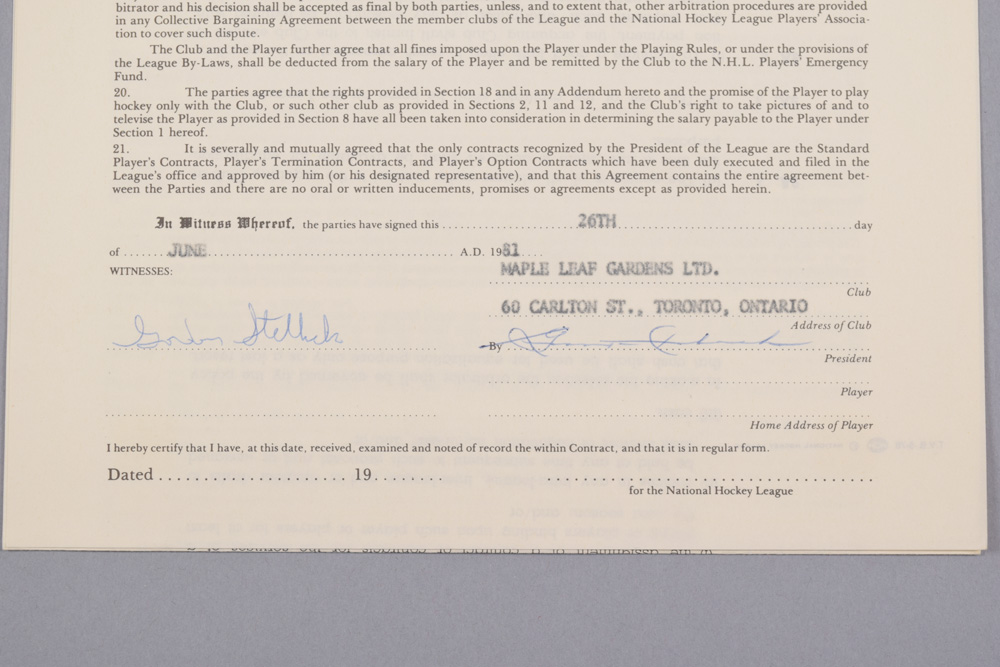 bitrator and his decision shall be accepted as final by both parties, unless, and to extent that, other arbitration procedures are provided
in any Collective Bargaining Agreement between the member clubs of the League and the National Hockey League Players' Associa-
tion to cover such dispute.
The Club and the Player further agree that all fines imposed upon the Player under the Playing Rules, or under the provisions of
the League By-Laws, shall be deducted from the salary of the Player and be remitted by the Club to the N.H.L. Players' Emergency
Fund.
20. The parties agree that the rights provided in Section 18 and in any Addendum hereto and the promise of the Player to play
hockey only with the Club, or such other club as provided in Sections 2, 11 and 12, and the Club's right to take pictures of and to
televise the Player as provided in Section 8 have all been taken into consideration in determining the salary payable to the Player under
Section 1 hereof.
21. It is severally and mutually agreed that the only contracts recognized by the President of the League are the Standard
Player's Contracts, Player's Termination Contracts, and Player's Option Contracts which have been duly executed and filed in the
League's office and approved by him (or his designated representative), and that this Agreement contains the entire agreement bet-
ween the Parties and there are no oral or written inducements, promises or agreements except as provided herein.
In Witness Whereof, the parties have signed this 26TH day
of JUNE A.D. 1981
WITNESSES:
MAPLE LEAF GARDENS LTD.
Club
60 CARLTON ST., TORONTO, ONTARIO
Address of Club
Gordon Stellick
By
President
Player
Home Address of Player
I hereby certify that I have, at this date, received, examined and noted of record the within Contract, and that it is in regular form.
Dated 19
for the National Hockey League